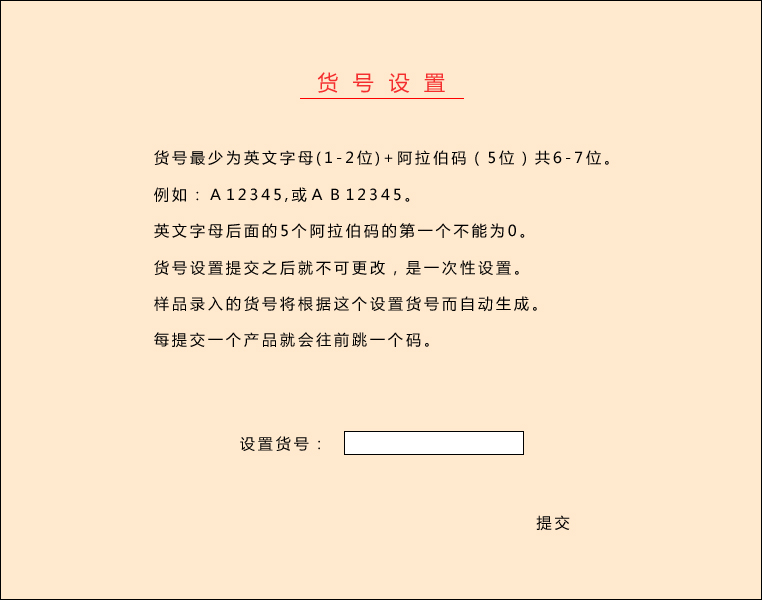 货号设置
货号最少为英文字母(1-2位)+阿拉伯码（5位）共6-7位。
例如：Ａ12345,或ＡＢ12345。
英文字母后面的5个阿拉伯码的第一个不能为0。
货号设置提交之后就不可更改，是一次性设置。
样品录入的货号将根据这个设置货号而自动生成。
每提交一个产品就会往前跳一个码。
设置货号：
提交